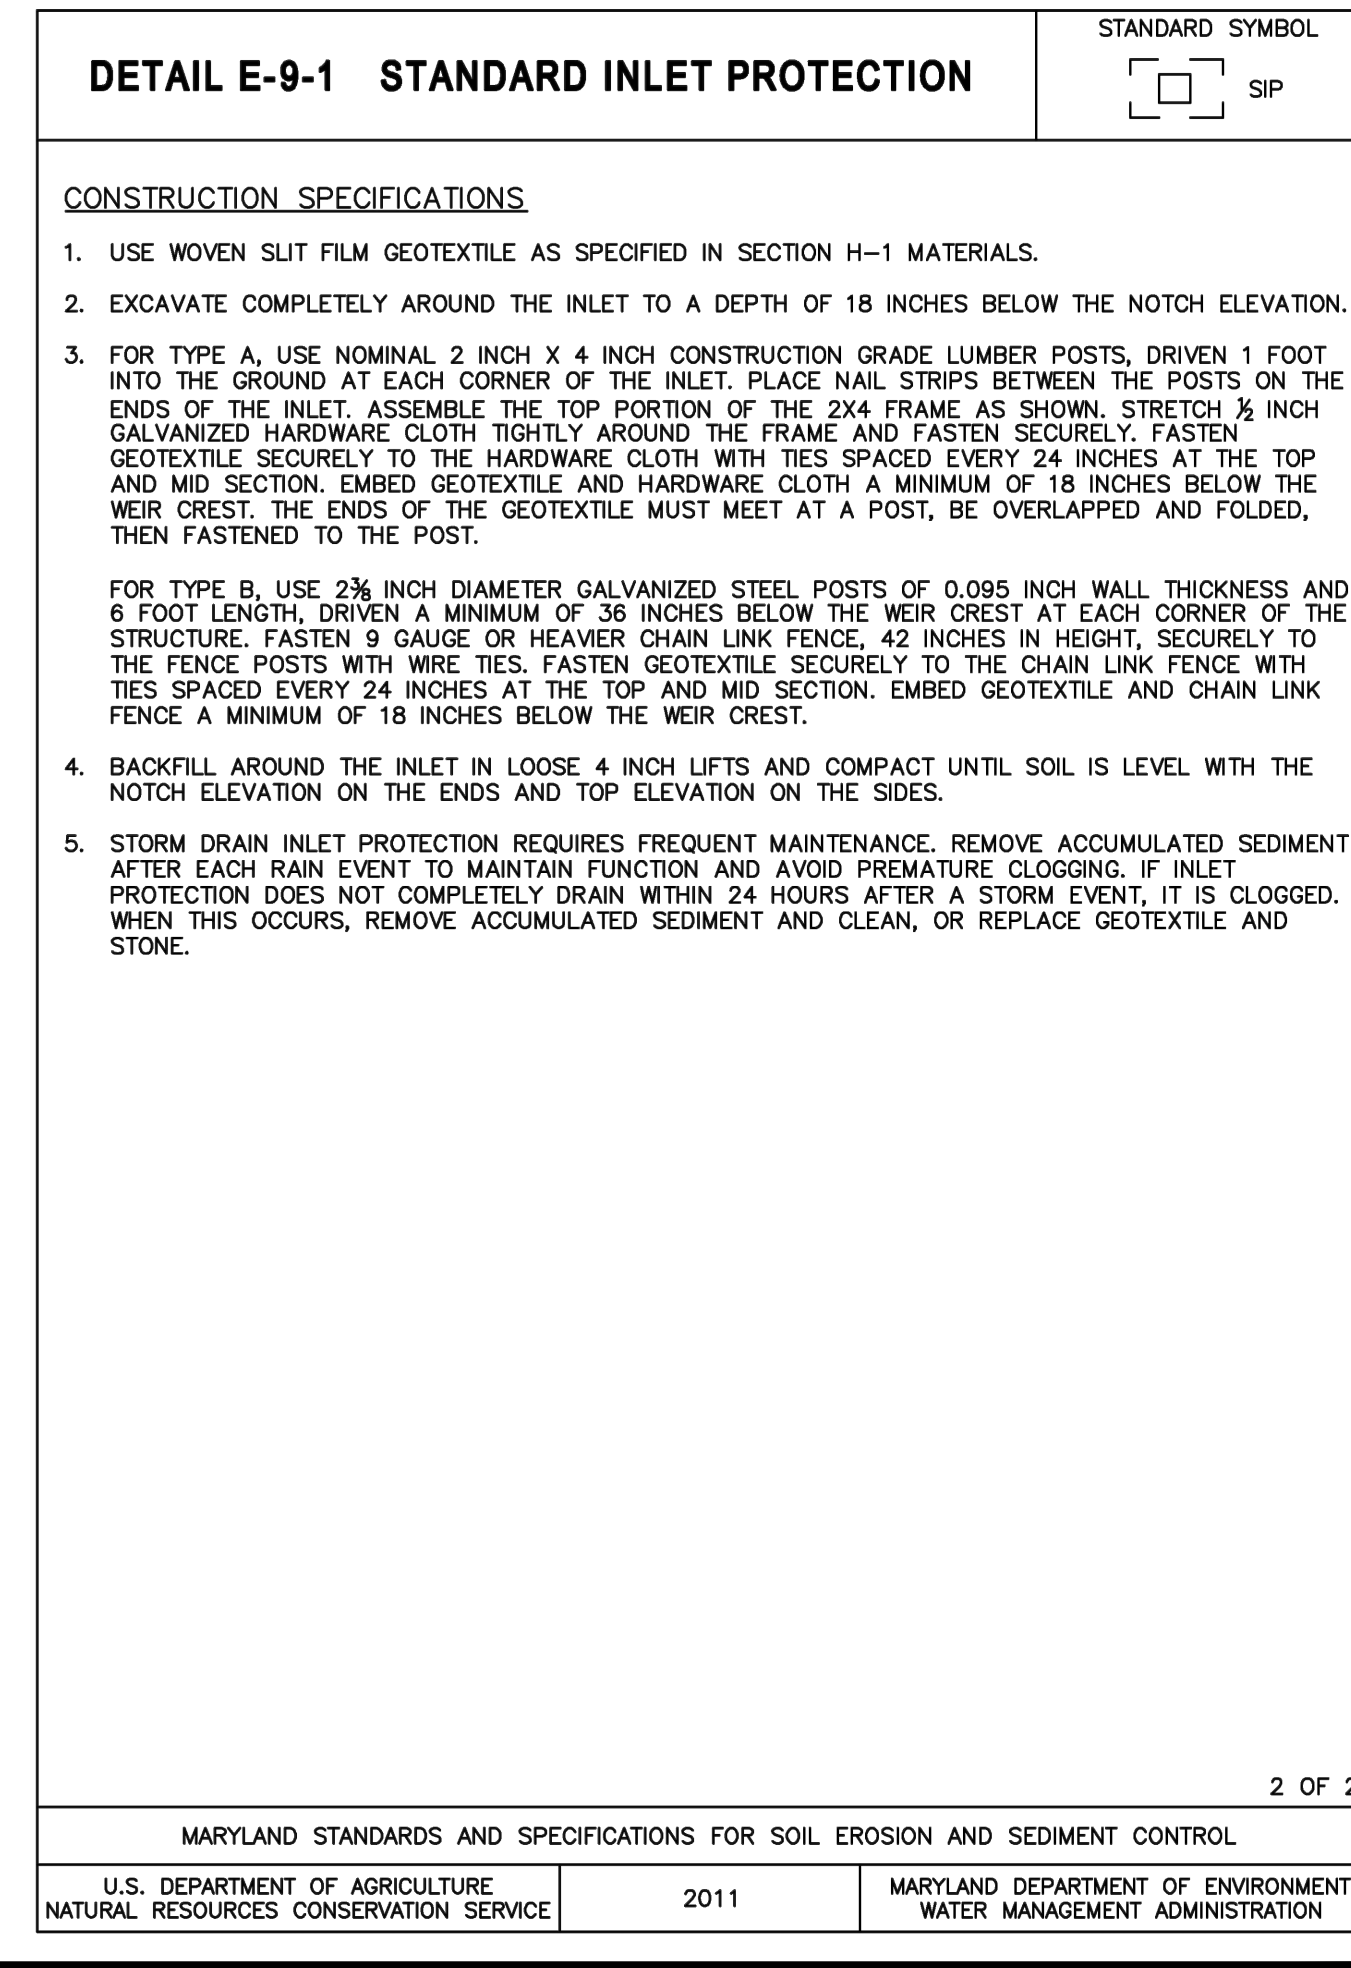 DETAIL E-9-1 STANDARD INLET PROTECTION
STANDARD SYMBOL
SIP
CONSTRUCTION SPECIFICATIONS
1. USE WOVEN SLIT FILM GEOTEXTILE AS SPECIFIED IN SECTION H-1 MATERIALS.
2. EXCAVATE COMPLETELY AROUND THE INLET TO A DEPTH OF 18 INCHES BELOW THE NOTCH ELEVATION.
3. FOR TYPE A, USE NOMINAL 2 INCH X 4 INCH CONSTRUCTION GRADE LUMBER POSTS, DRIVEN 1 FOOT
INTO THE GROUND AT EACH CORNER OF THE INLET. PLACE NAIL STRIPS BETWEEN THE POSTS ON THE
ENDS OF THE INLET. ASSEMBLE THE TOP PORTION OF THE 2X4 FRAME AS SHOWN. STRETCH ½ INCH
GALVANIZED HARDWARE CLOTH TIGHTLY AROUND THE FRAME AND FASTEN SECURELY. FASTEN
GEOTEXTILE SECURELY TO THE HARDWARE CLOTH WITH TIES SPACED EVERY 24 INCHES AT THE TOP
AND MID SECTION. EMBED GEOTEXTILE AND HARDWARE CLOTH A MINIMUM OF 18 INCHES BELOW THE
WEIR CREST. THE ENDS OF THE GEOTEXTILE MUST MEET AT A POST, BE OVERLAPPED AND FOLDED,
THEN FASTENED TO THE POST.
FOR TYPE B, USE 2⅜ INCH DIAMETER GALVANIZED STEEL POSTS OF 0.095 INCH WALL THICKNESS AND
6 FOOT LENGTH, DRIVEN A MINIMUM OF 36 INCHES BELOW THE WEIR CREST AT EACH CORNER OF THE
STRUCTURE. FASTEN 9 GAUGE OR HEAVIER CHAIN LINK FENCE, 42 INCHES IN HEIGHT, SECURELY TO
THE FENCE POSTS WITH WIRE TIES. FASTEN GEOTEXTILE SECURELY TO THE CHAIN LINK FENCE WITH
TIES SPACED EVERY 24 INCHES AT THE TOP AND MID SECTION. EMBED GEOTEXTILE AND CHAIN LINK
FENCE A MINIMUM OF 18 INCHES BELOW THE WEIR CREST.
4. BACKFILL AROUND THE INLET IN LOOSE 4 INCH LIFTS AND COMPACT UNTIL SOIL IS LEVEL WITH THE
NOTCH ELEVATION ON THE ENDS AND TOP ELEVATION ON THE SIDES.
5. STORM DRAIN INLET PROTECTION REQUIRES FREQUENT MAINTENANCE. REMOVE ACCUMULATED SEDIMENT
AFTER EACH RAIN EVENT TO MAINTAIN FUNCTION AND AVOID PREMATURE CLOGGING. IF INLET
PROTECTION DOES NOT COMPLETELY DRAIN WITHIN 24 HOURS AFTER A STORM EVENT, IT IS CLOGGED.
WHEN THIS OCCURS, REMOVE ACCUMULATED SEDIMENT AND CLEAN, OR REPLACE GEOTEXTILE AND
STONE.
2 OF 2
MARYLAND STANDARDS AND SPECIFICATIONS FOR SOIL EROSION AND SEDIMENT CONTROL
U.S. DEPARTMENT OF AGRICULTURE
NATURAL RESOURCES CONSERVATION SERVICE
2011
MARYLAND DEPARTMENT OF ENVIRONMENT
WATER MANAGEMENT ADMINISTRATION